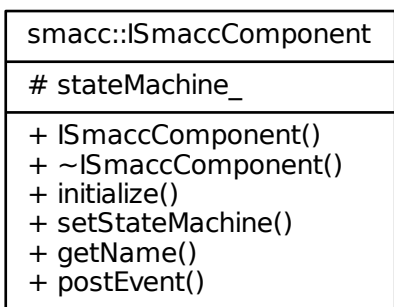 smacc::ISmaccComponent
# stateMachine_
+ ISmaccComponent()
+ ~ISmaccComponent()
+ initialize()
+ setStateMachine()
+ getName()
+ postEvent()